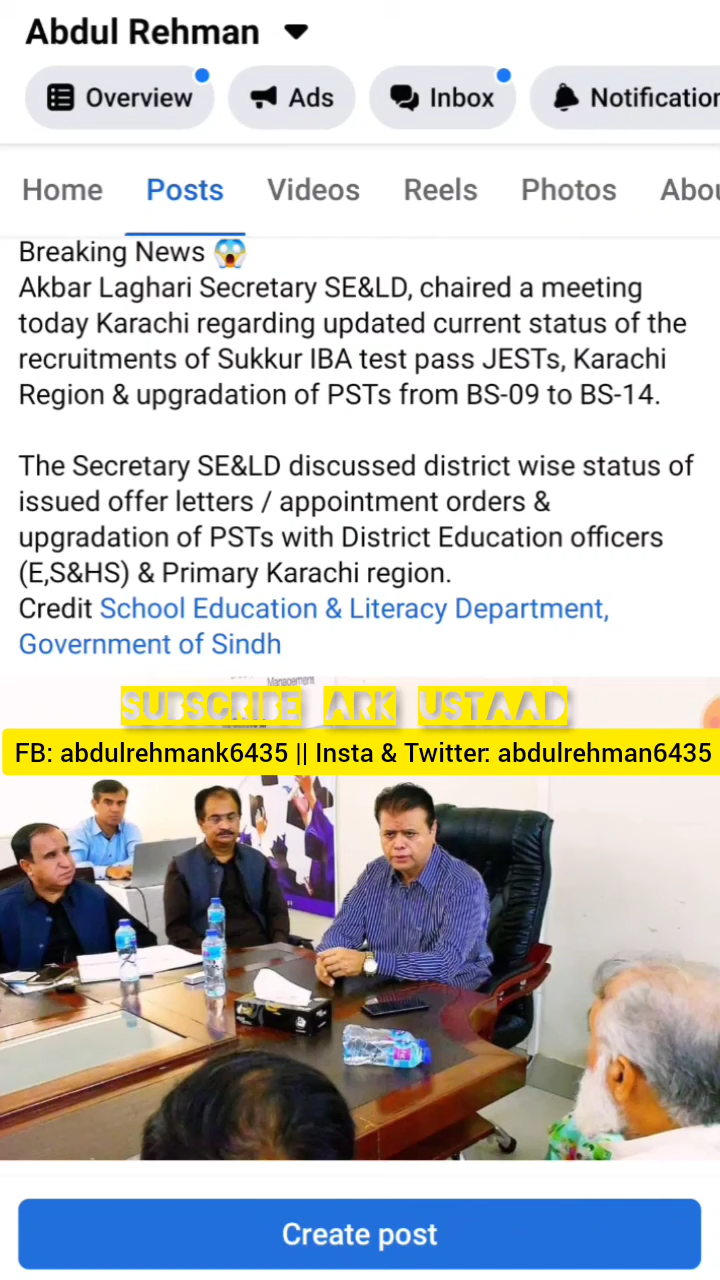 Abdul Rehman
Overview Ads Inbox Notification
Home Posts Videos Reels Photos Abou
Breaking News 😱
Akbar Laghari Secretary SE&LD, chaired a meeting
today Karachi regarding updated current status of the
recruitments of Sukkur IBA test pass JESTs, Karachi
Region & upgradation of PSTs from BS-09 to BS-14.
The Secretary SE&LD discussed district wise status of
issued offer letters / appointment orders &
upgradation of PSTs with District Education officers
(E,S&HS) & Primary Karachi region.
Credit School Education & Literacy Department,
Government of Sindh
Management
SUBSCRIBE ARK USTAAD
FB: abdulrehmank6435 || Insta & Twitter: abdulrehman6435
Create post